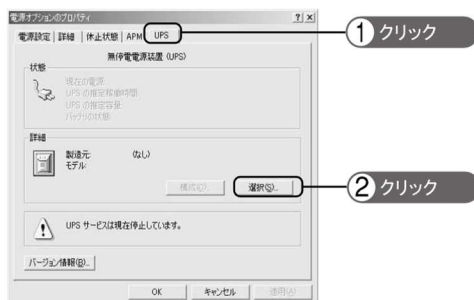 電源オプションのプロパティ
電源設定 詳細 休止状態 APM UPS
無停電電源装置 (UPS)
状態
現在の電源:
UPS の推定稼働時間:
UPS の推定容量:
バッテリの状態:
詳細
製造元: (なし)
モデル:
構成(C)... 選択(S)...
UPS サービスは現在停止しています。
バージョン情報(B)...
OK キャンセル 適用(A)
1 クリック
2 クリック